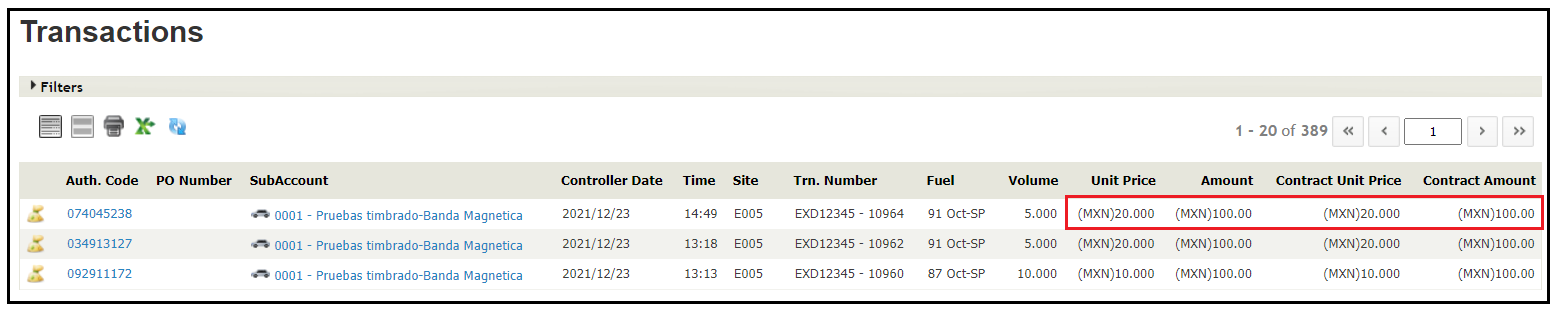 Transactions
Filters
1 - 20 of 389 « ‹ 1 › »
Auth. Code PO Number SubAccount Controller Date Time Site Trn. Number Fuel Volume Unit Price Amount Contract Unit Price Contract Amount
074045238 0001 - Pruebas timbrado-Banda Magnetica 2021/12/23 14:49 E005 EXD12345 - 10964 91 Oct-SP 5.000 (MXN)20.000 (MXN)100.00 (MXN)20.000 (MXN)100.00
034913127 0001 - Pruebas timbrado-Banda Magnetica 2021/12/23 13:18 E005 EXD12345 - 10962 91 Oct-SP 5.000 (MXN)20.000 (MXN)100.00 (MXN)20.000 (MXN)100.00
092911172 0001 - Pruebas timbrado-Banda Magnetica 2021/12/23 13:13 E005 EXD12345 - 10960 87 Oct-SP 10.000 (MXN)10.000 (MXN)100.00 (MXN)10.000 (MXN)100.00